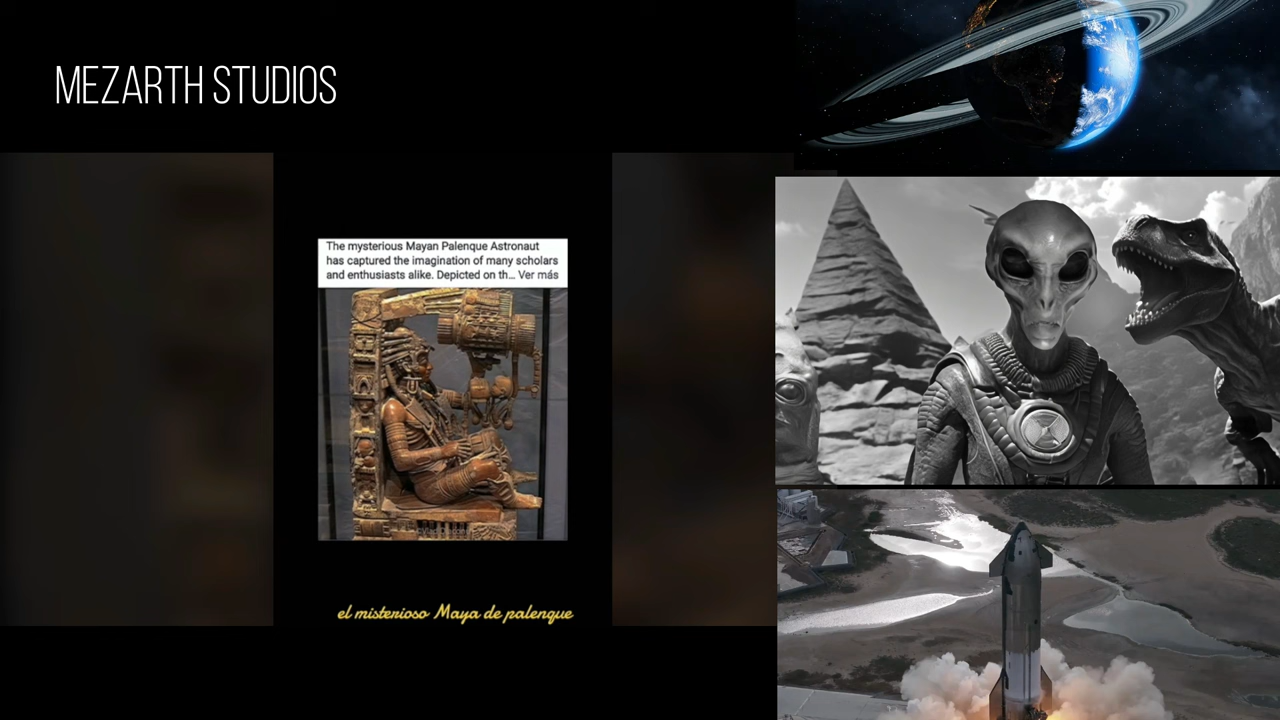 MEZARTH STUDIOS
The mysterious Mayan Palenque Astronaut
has captured the imagination of many scholars
and enthusiasts alike. Depicted on th... Ver más
el misterioso Maya de palenque